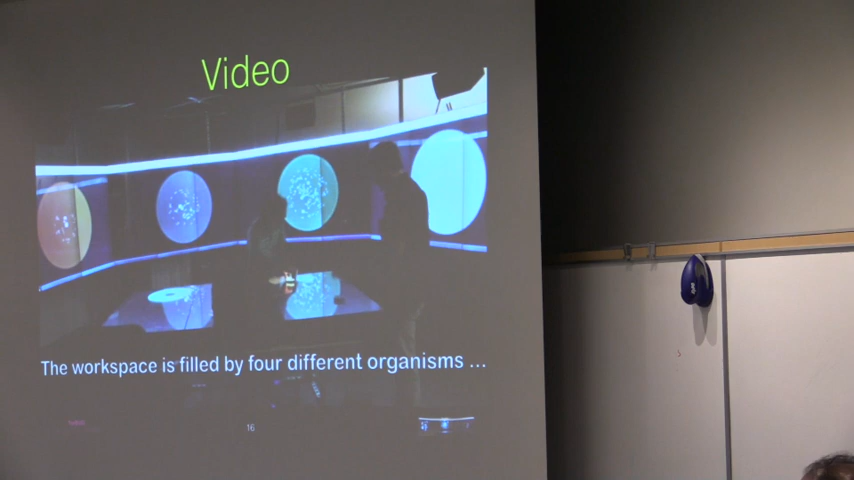 Video
The workspace is filled by four different organisms ...
16